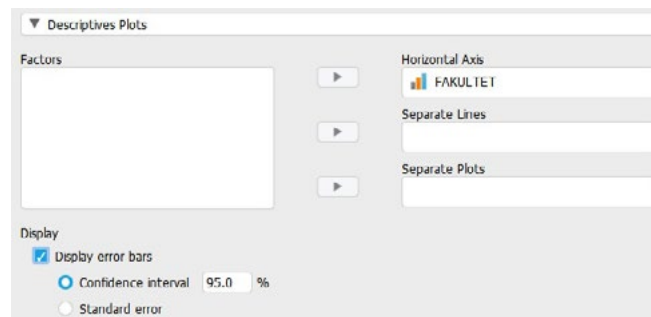 Descriptives Plots
Factors
Horizontal Axis
FAKULTET
Separate Lines
Separate Plots
Display
Display error bars
Confidence interval 95.0 %
Standard error